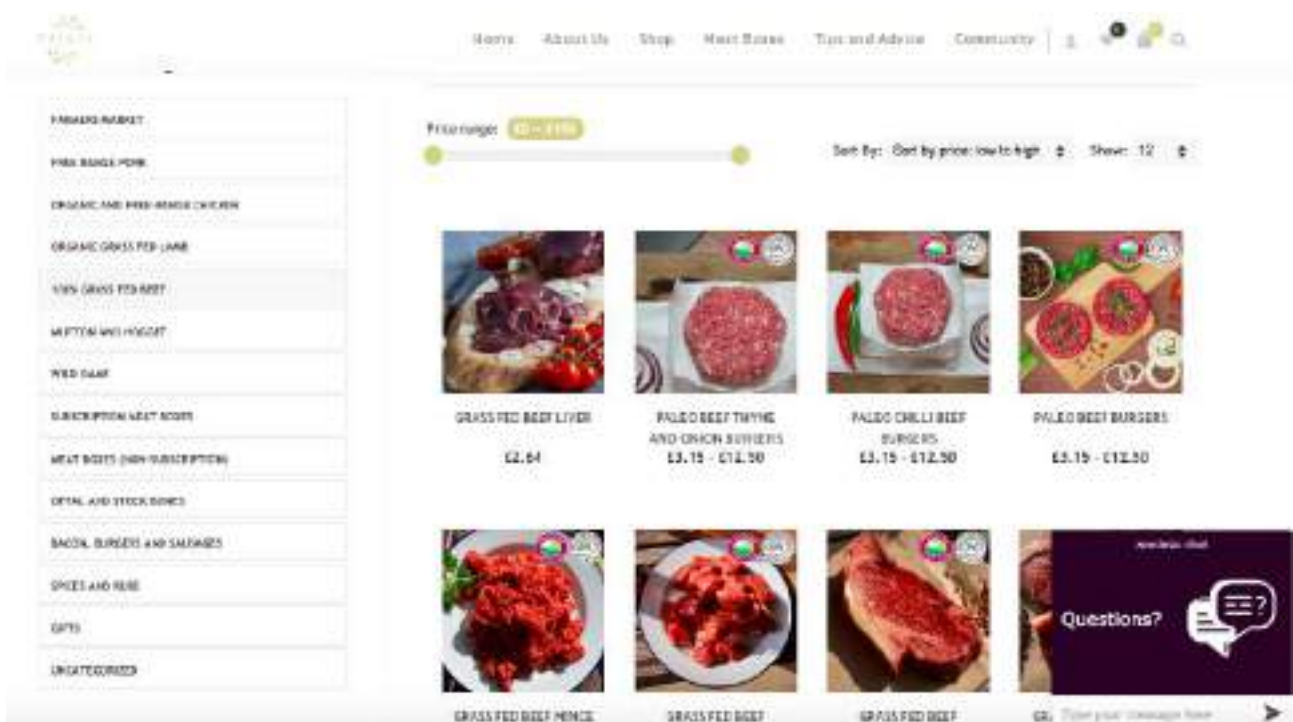 Home About Us Shop Meat Boxes Tips and Advice Community
FARMERS MARKET
FREE RANGE PORK
ORGANIC AND FREE RANGE CHICKEN
ORGANIC GRASS FED LAMB
100% GRASS FED BEEF
MUTTON AND HOGGET
WILD GAME
SUBSCRIPTION MEAT BOXES
MEAT BOXES (NON-SUBSCRIPTION)
OFFAL AND STOCK BONES
BACON, BURGERS AND SAUSAGES
SPICES AND RUBS
GIFTS
UNCATEGORIZED
Price range:
Sort By: Sort by price: low to high Show: 12
GRASS FED BEEF LIVER
£2.64
PALEO BEEF THYME
AND ONION BURGERS
£3.15 - £12.50
PALEO CHILLI BEEF
BURGERS
£3.15 - £12.50
PALEO BEEF BURGERS
£3.15 - £12.50
GRASS FED BEEF MINCE
GRASS FED BEEF
GRASS FED BEEF
Questions?
Type your message here